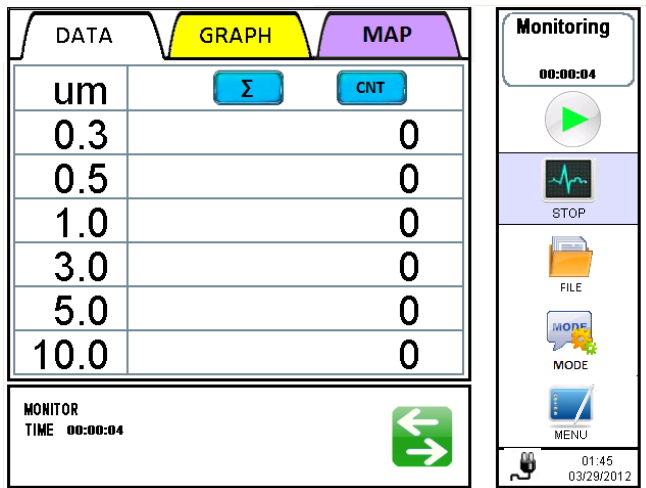 DATA GRAPH MAP
um Σ CNT
0.3 0
0.5 0
1.0 0
3.0 0
5.0 0
10.0 0
MONITOR
TIME 00:00:04
Monitoring
00:00:04
STOP
FILE
MODE
MODE
MENU
01:45
03/29/2012